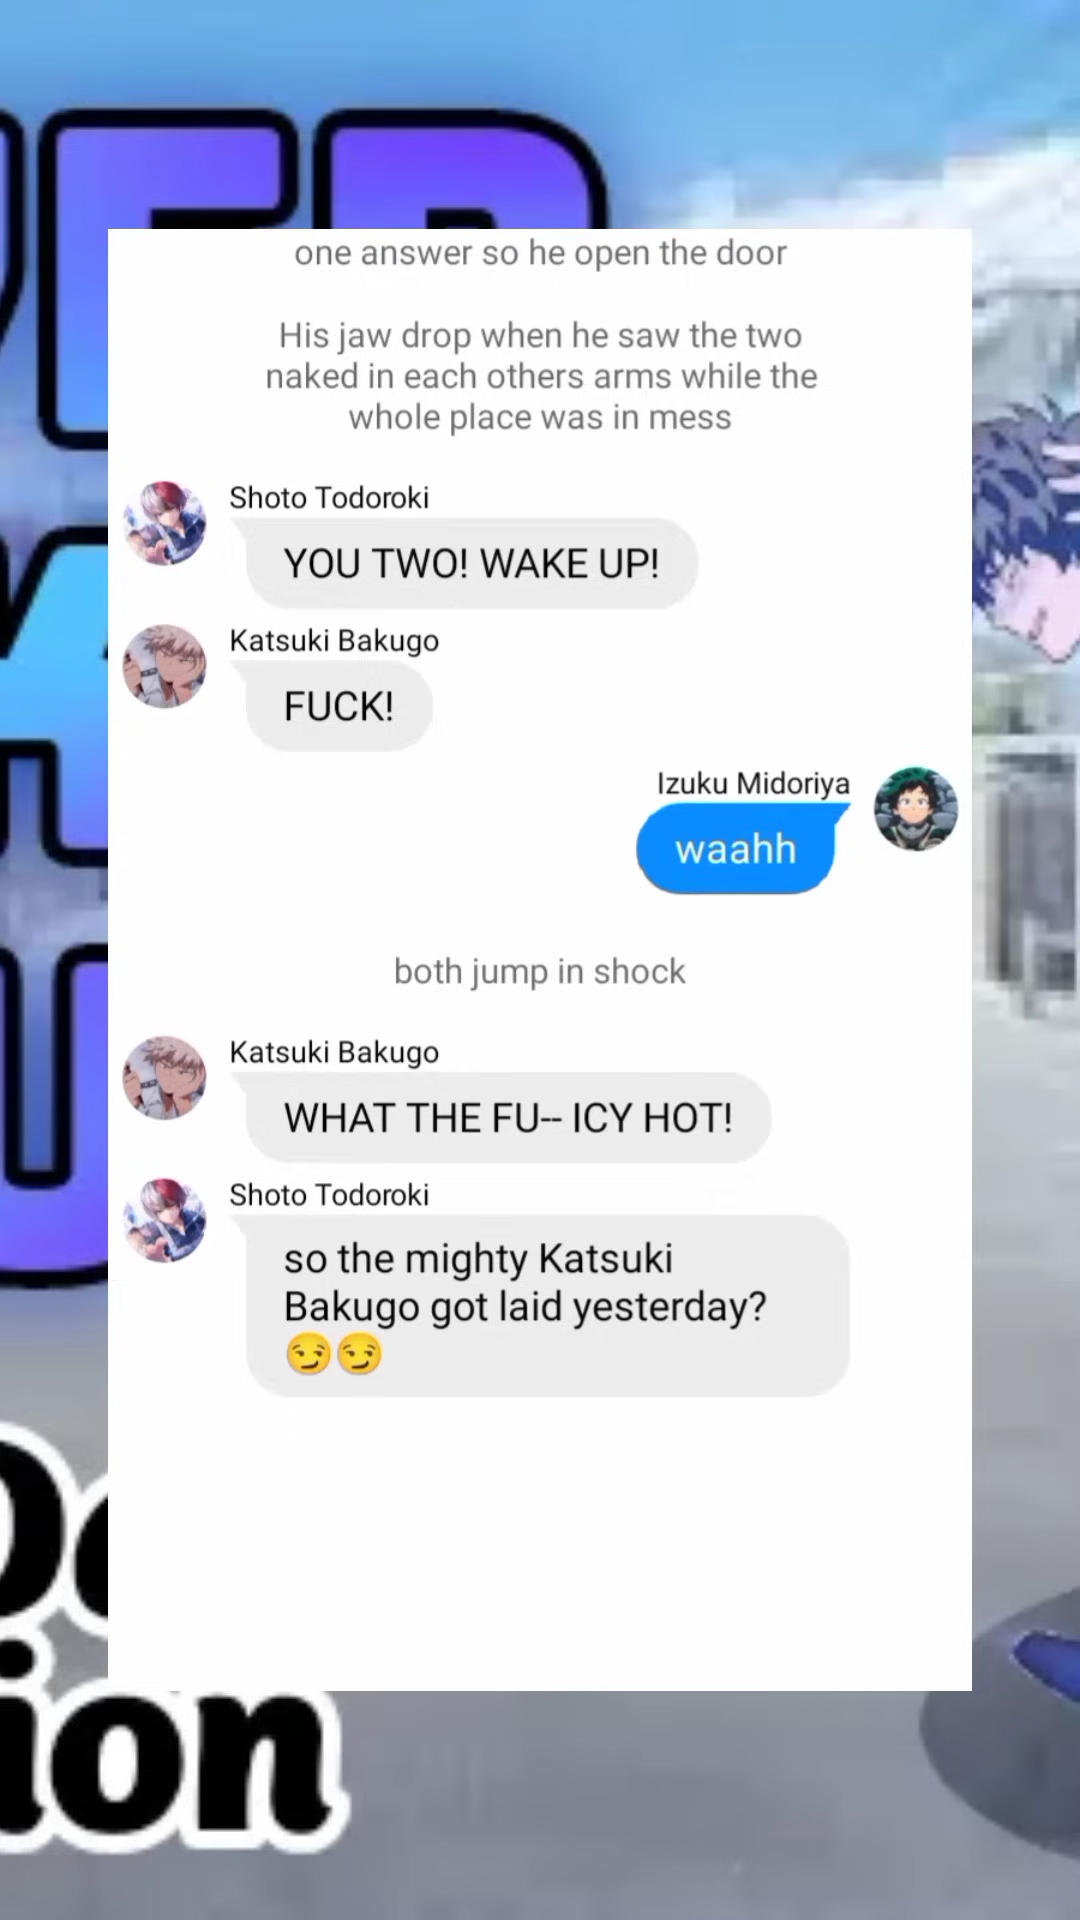 one answer so he open the door
His jaw drop when he saw the two
naked in each others arms while the
whole place was in mess
Shoto Todoroki
YOU TWO! WAKE UP!
Katsuki Bakugo
FUCK!
Izuku Midoriya
waahh
both jump in shock
Katsuki Bakugo
WHAT THE FU-- ICY HOT!
Shoto Todoroki
so the mighty Katsuki
Bakugo got laid yesterday?
😏😏
ion